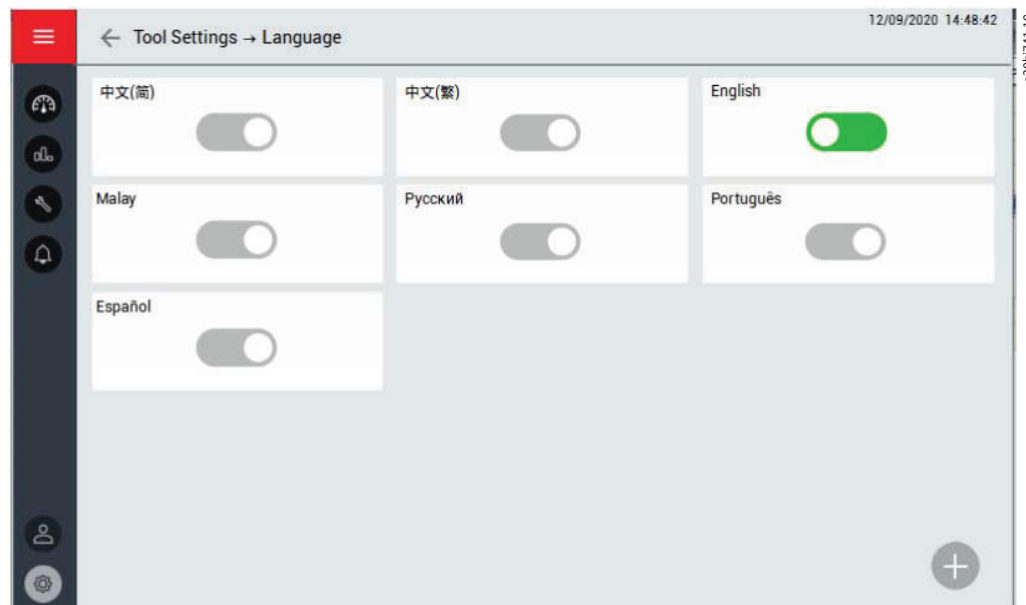 12/09/2020 14:48:42
← Tool Settings → Language
中文(简)
中文(繁)
English
Malay
Русский
Português
Español